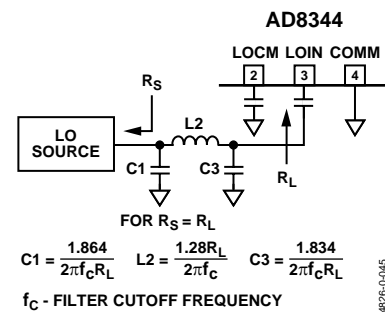 AD8344
LOCM LOIN COMM
2 3 4
RS
L2
LO
SOURCE
C1 C3
RL
FOR RS = RL
C1 = 1.864 / 2πfCRL L2 = 1.28RL / 2πfC C3 = 1.834 / 2πfCRL
fC - FILTER CUTOFF FREQUENCY
4826-0-045